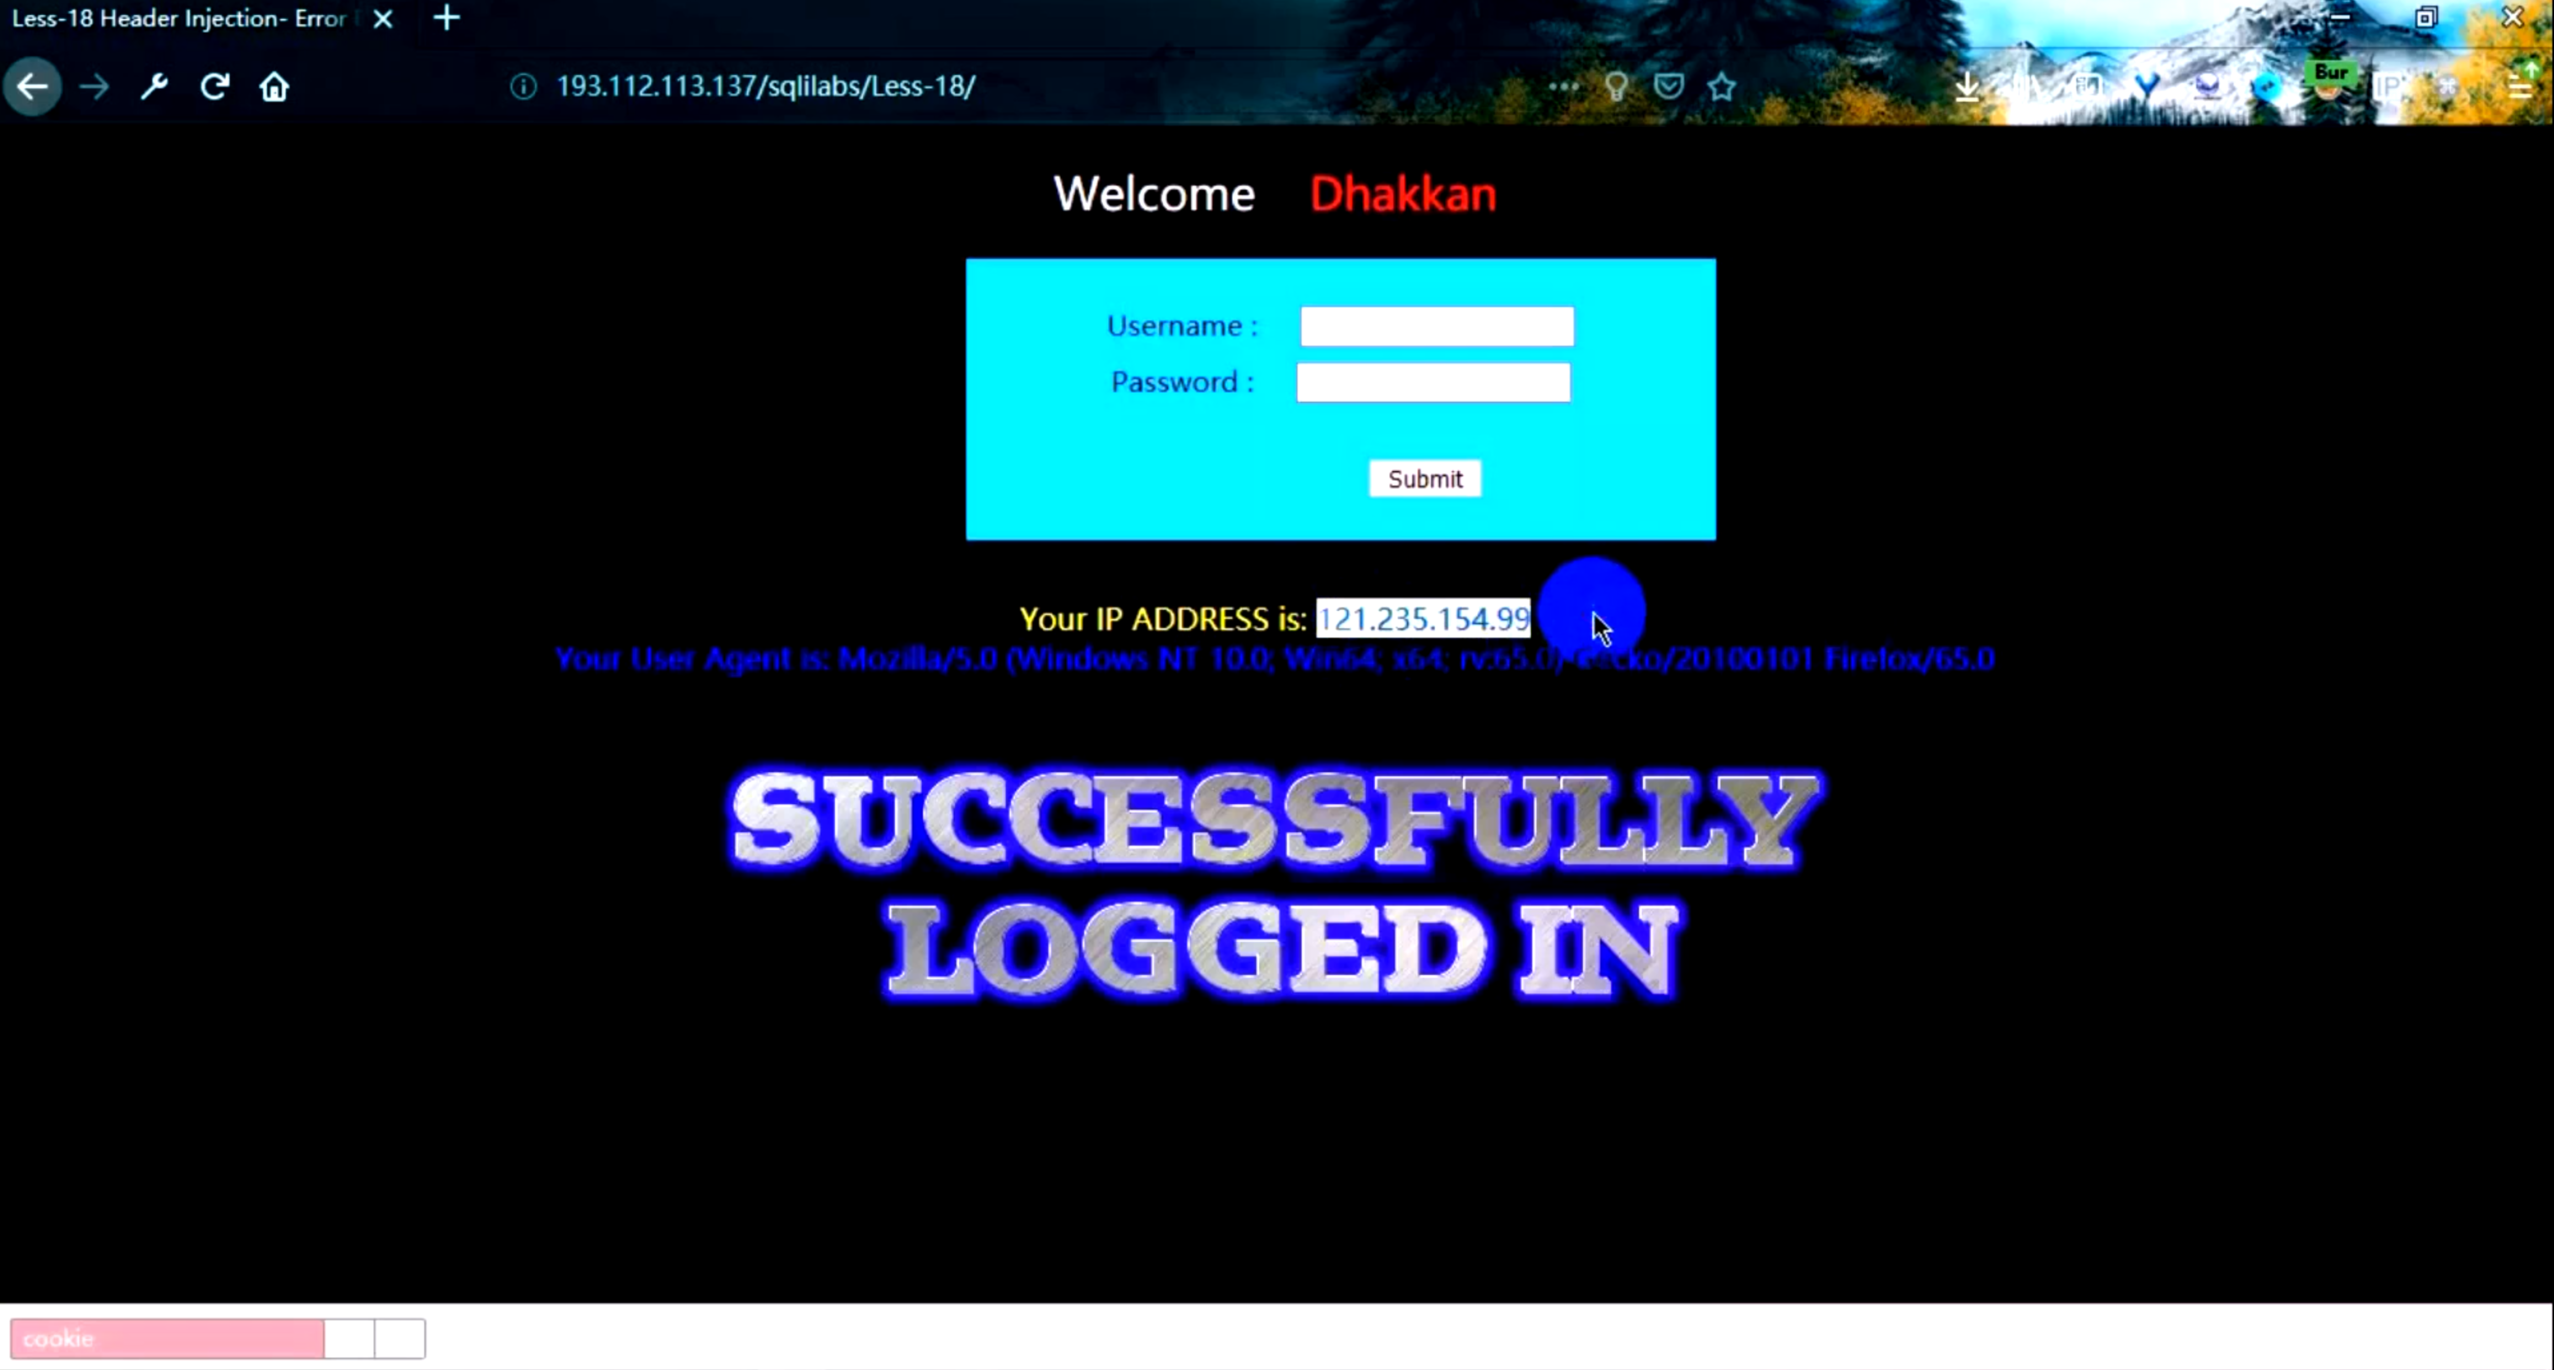 Less-18 Header Injection- Error
193.112.113.137/sqlilabs/Less-18/
Bur
Welcome Dhakkan
Username :
Password :
Submit
Your IP ADDRESS is: 121.235.154.99
Your User Agent is: Mozilla/5.0 (Windows NT 10.0; Win64; x64; rv:65.0) Gecko/20100101 Firefox/65.0
SUCCESSFULLY
LOGGED IN
cookie